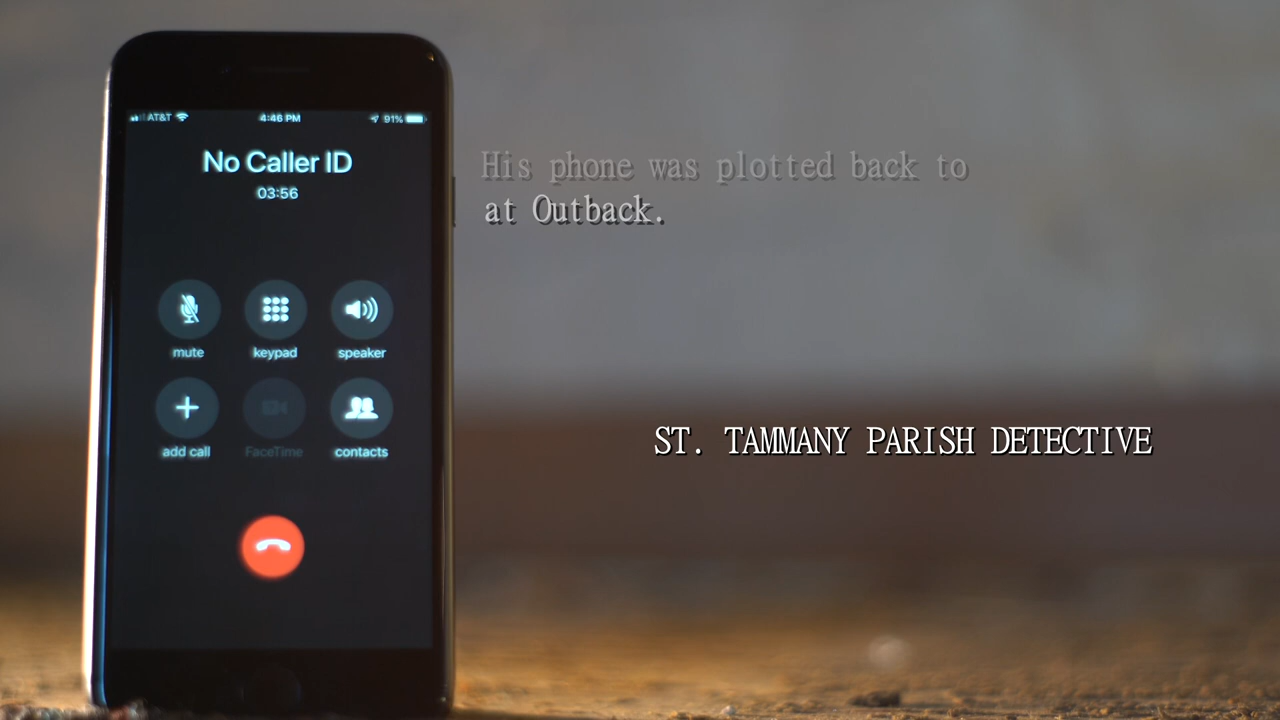 AT&T 4:46 PM 91%
No Caller ID
03:56
mute keypad speaker
add call FaceTime contacts
His phone was plotted back to
at Outback.
ST. TAMMANY PARISH DETECTIVE